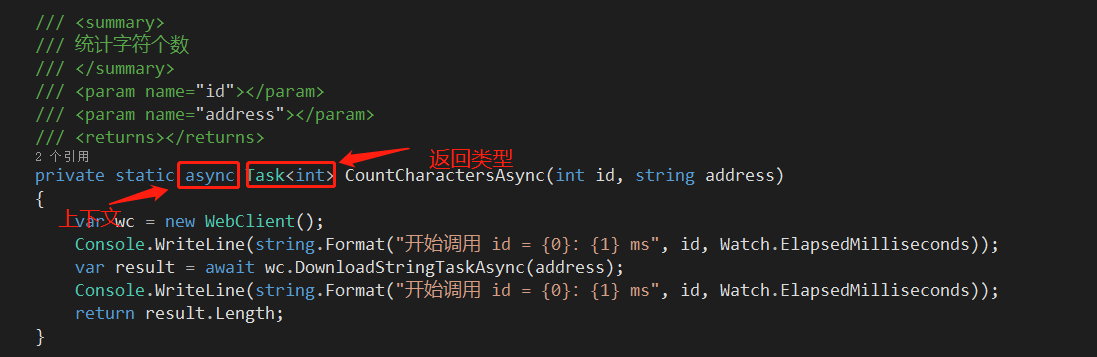 /// <summary>
/// 统计字符个数
/// </summary>
/// <param name="id"></param>
/// <param name="address"></param>
/// <returns></returns>
2 个引用
返回类型
private static async Task<int> CountCharactersAsync(int id, string address)
{
上下文
var wc = new WebClient();
Console.WriteLine(string.Format("开始调用 id = {0}: {1} ms", id, Watch.ElapsedMilliseconds));
var result = await wc.DownloadStringTaskAsync(address);
Console.WriteLine(string.Format("开始调用 id = {0}: {1} ms", id, Watch.ElapsedMilliseconds));
return result.Length;
}